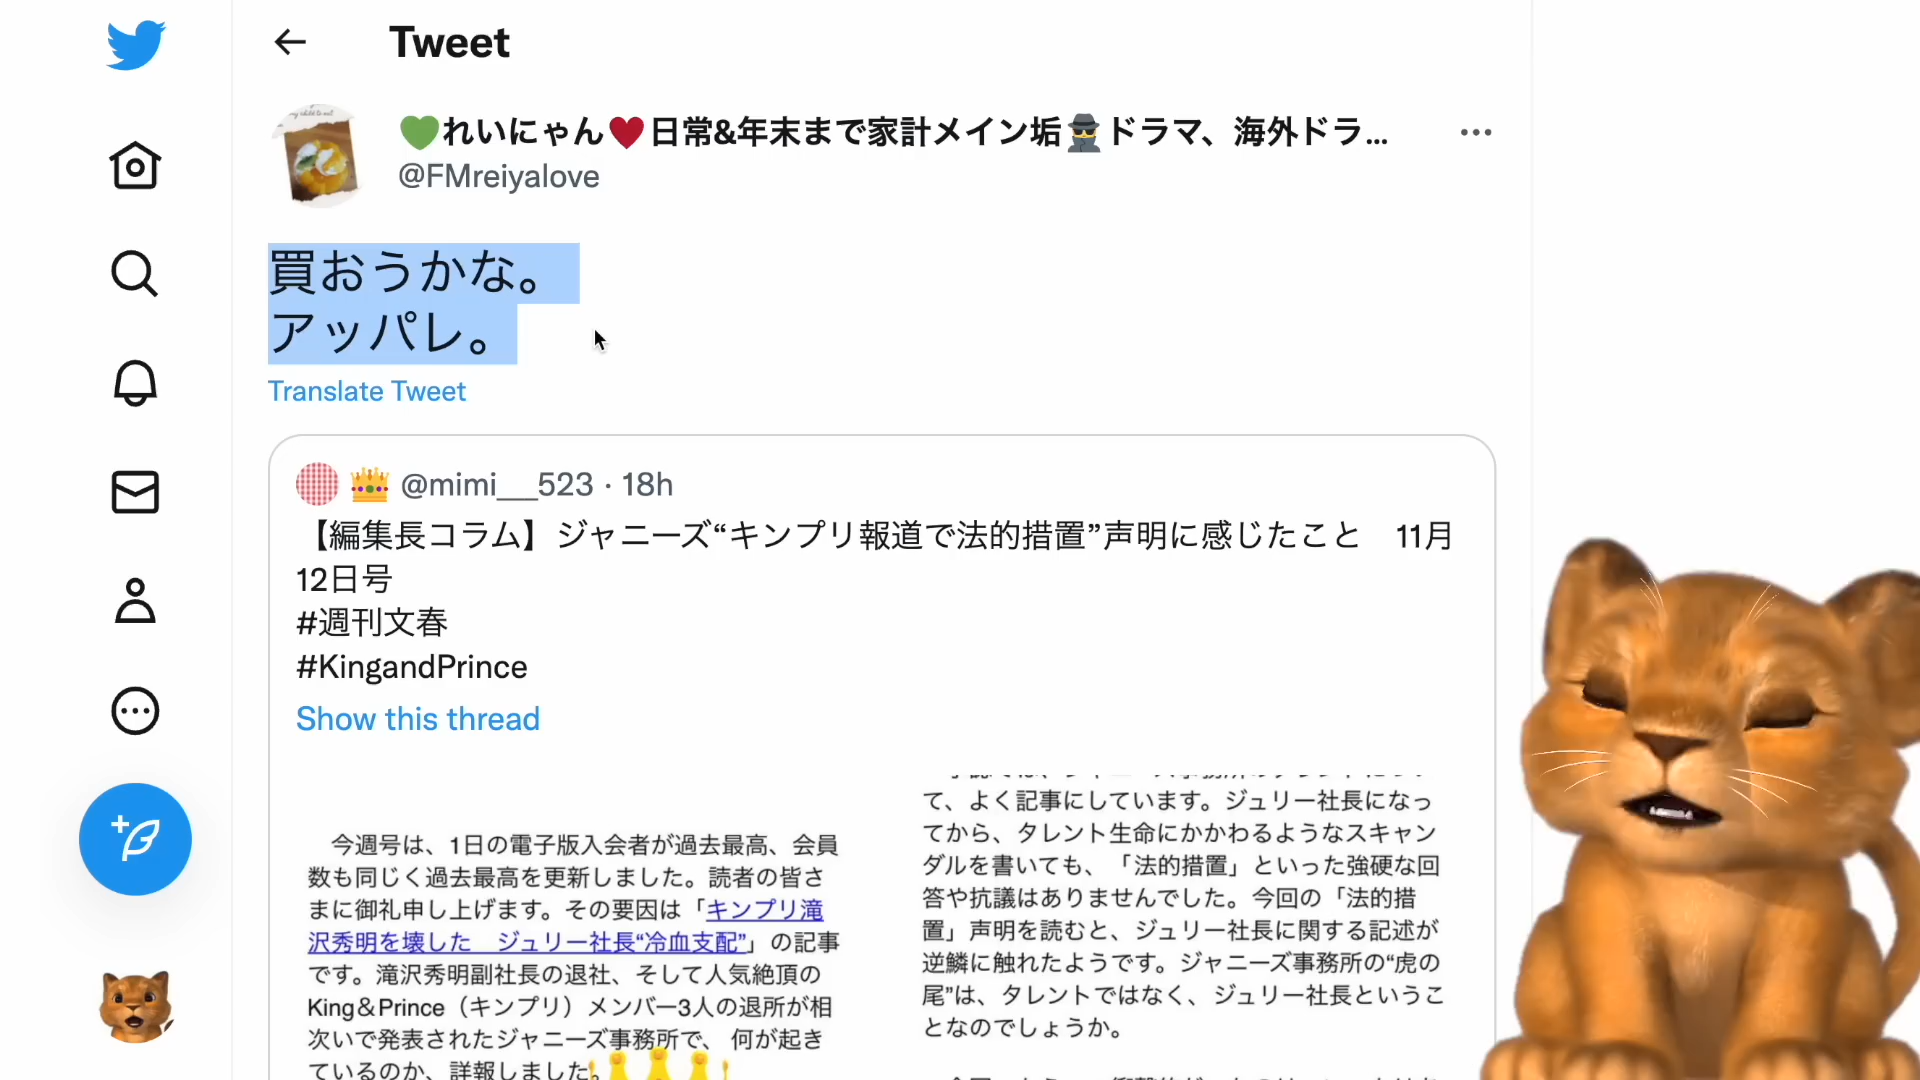 Tweet
💚れいにゃん♥日常&年末まで家計メイン垢🕵ドラマ、海外ドラ...
@FMreiyalove
買おうかな。
アッパレ。
Translate Tweet
@mimi__523 · 18h
【編集長コラム】ジャニーズ“キンプリ報道で法的措置”声明に感じたこと　11月
12日号
#週刊文春
#KingandPrince
Show this thread
今週号は、1日の電子版入会者が過去最高、会員
数も同じく過去最高を更新しました。読者の皆さ
まに御礼申し上げます。その要因は「キンプリ滝
沢秀明を壊した　ジュリー社長“冷血支配”」の記事
です。滝沢秀明副社長の退社、そして人気絶頂の
King＆Prince（キンプリ）メンバー3人の退所が相
次いで発表されたジャニーズ事務所で、何が起き
ているのか、詳報しました。
て、よく記事にしています。ジュリー社長になっ
てから、タレント生命にかかわるようなスキャン
ダルを書いても、「法的措置」といった強硬な回
答や抗議はありませんでした。今回の「法的措
置」声明を読むと、ジュリー社長に関する記述が
逆鱗に触れたようです。ジャニーズ事務所の“虎の
尾”は、タレントではなく、ジュリー社長というこ
となのでしょうか。